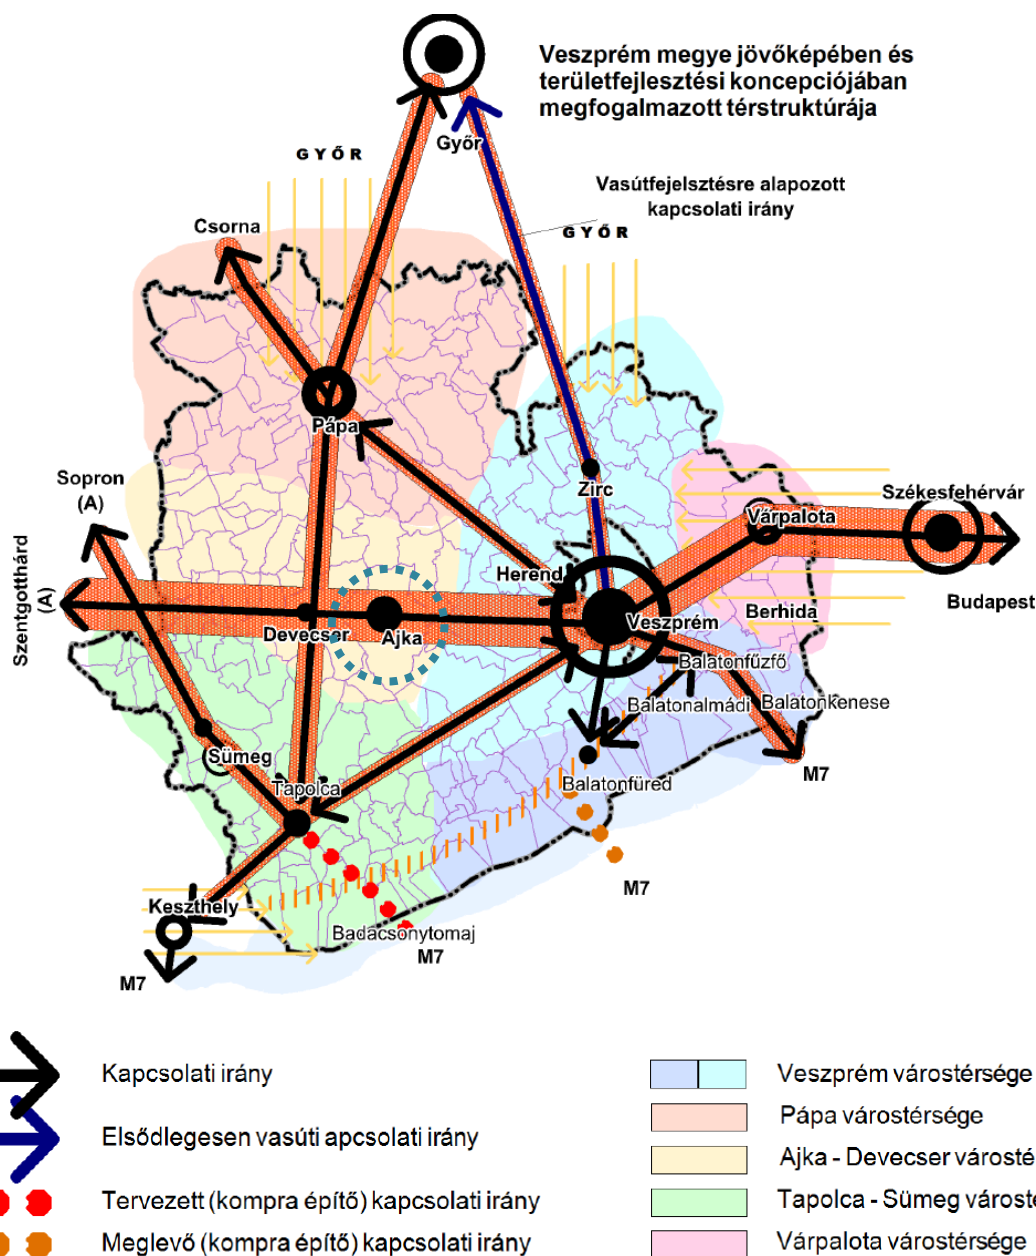 Veszprém megye jövőképében és
területfejlesztési koncepciójában
megfogalmazott térstruktúrája
Győr
GYŐR
Vasútfejelsztésre alapozott
kapcsolati irány
Csorna
GYŐR
Pápa
Sopron
(A)
Zirc
Székesfehérvár
Várpalota
Szentgotthárd
(A)
Herend
Budapest
Berhida
Devecser
Ajka
Veszprém
Balatonfűzfő
Balatonalmádi
Balatonkenese
Sümeg
Tapolca
Balatonfüred
M7
M7
Keszthely
Badacsonytomaj
M7
M7
Kapcsolati irány
Elsődlegesen vasúti apcsolati irány
Tervezett (kompra építő) kapcsolati irány
Meglevő (kompra építő) kapcsolati irány
Veszprém várostérsége
Pápa várostérsége
Ajka - Devecser városté
Tapolca - Sümeg várost
Várpalota várostérsége